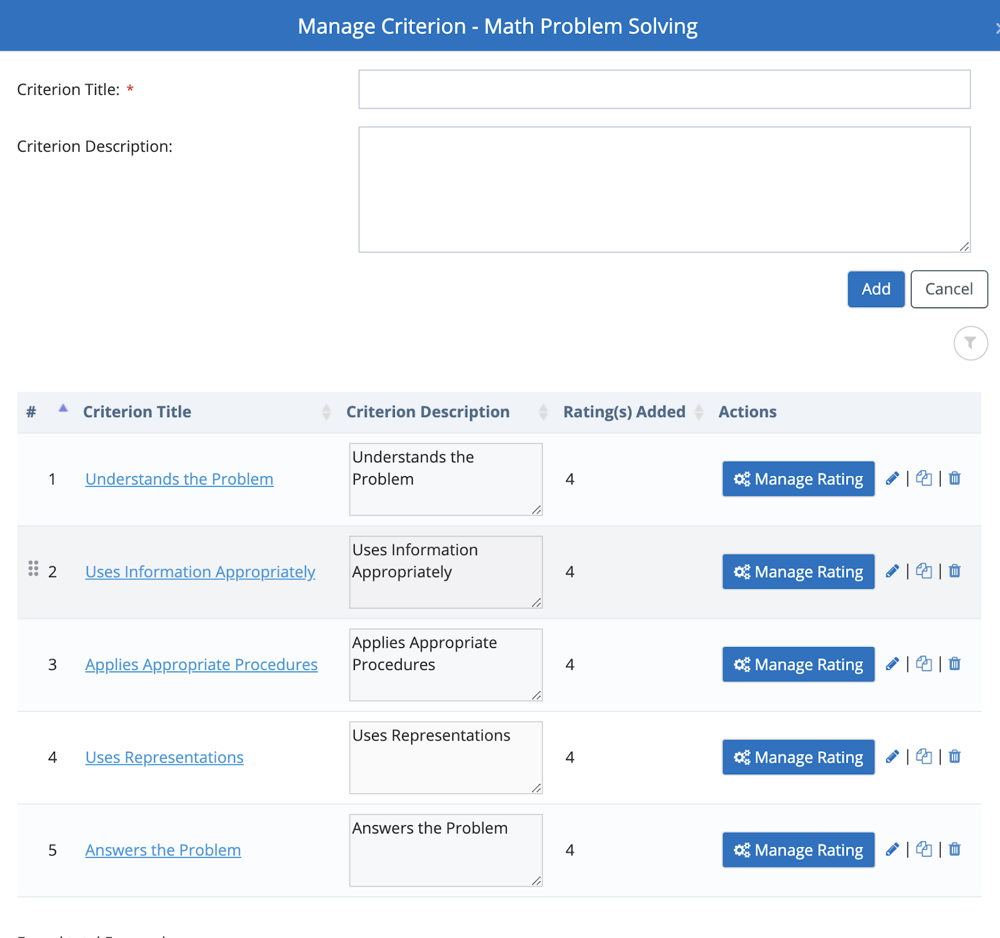 Manage Criterion - Math Problem Solving
Criterion Title: *
Criterion Description:
Add Cancel
# Criterion Title Criterion Description Rating(s) Added Actions
1 Understands the Problem Understands the
Problem 4 Manage Rating | |
2 Uses Information Appropriately Uses Information
Appropriately 4 Manage Rating | |
3 Applies Appropriate Procedures Applies Appropriate
Procedures 4 Manage Rating | |
4 Uses Representations Uses Representations 4 Manage Rating | |
5 Answers the Problem Answers the Problem 4 Manage Rating | |